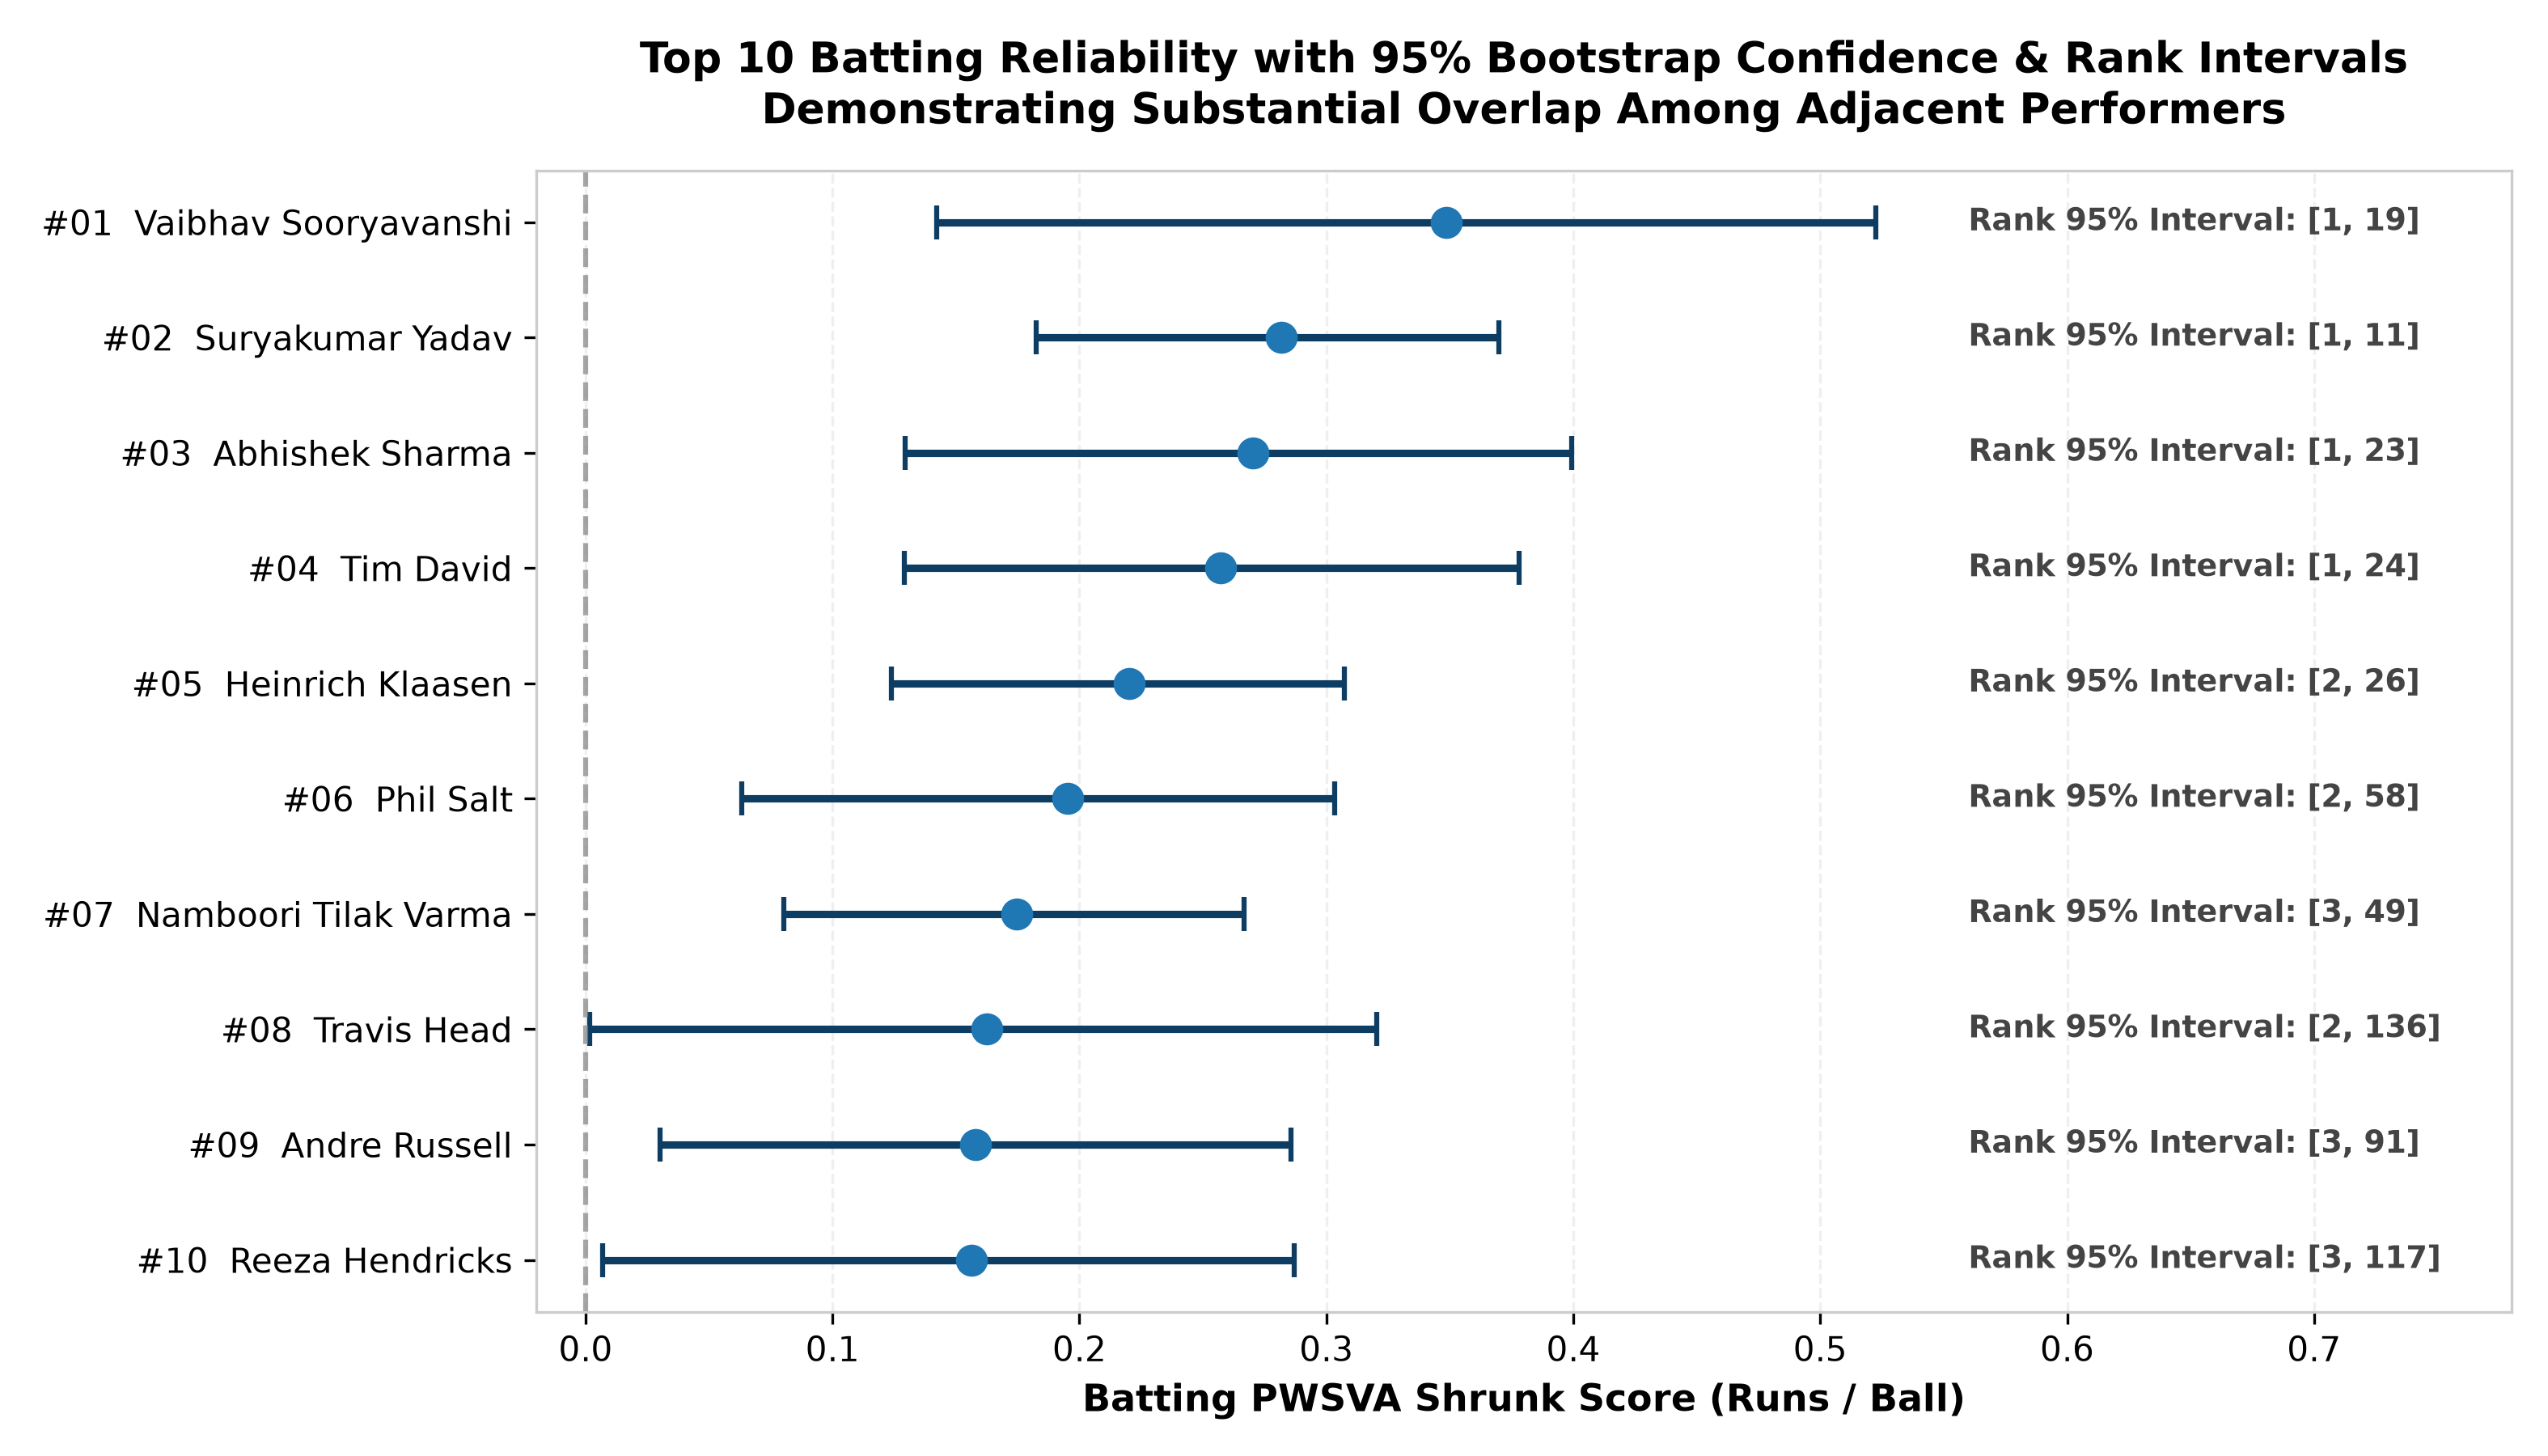 Top 10 Batting Reliability with 95% Bootstrap Confidence & Rank Intervals
Demonstrating Substantial Overlap Among Adjacent Performers
#01 Vaibhav Sooryavanshi
Rank 95% Interval: [1, 19]
#02 Suryakumar Yadav
Rank 95% Interval: [1, 11]
#03 Abhishek Sharma
Rank 95% Interval: [1, 23]
#04 Tim David
Rank 95% Interval: [1, 24]
#05 Heinrich Klaasen
Rank 95% Interval: [2, 26]
#06 Phil Salt
Rank 95% Interval: [2, 58]
#07 Namboori Tilak Varma
Rank 95% Interval: [3, 49]
#08 Travis Head
Rank 95% Interval: [2, 136]
#09 Andre Russell
Rank 95% Interval: [3, 91]
#10 Reeza Hendricks
Rank 95% Interval: [3, 117]
0.0 0.1 0.2 0.3 0.4 0.5 0.6 0.7
Batting PWSVA Shrunk Score (Runs / Ball)